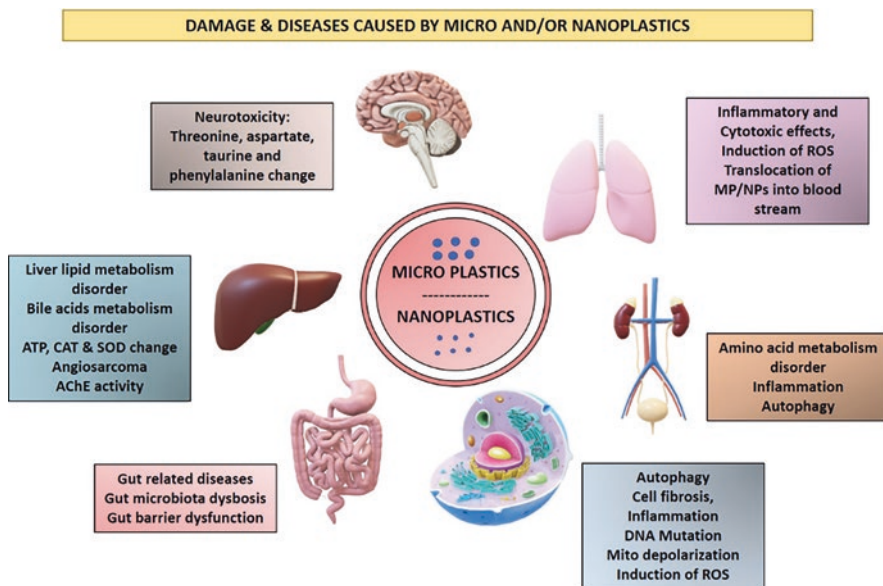 DAMAGE & DISEASES CAUSED BY MICRO AND/OR NANOPLASTICS
Neurotoxicity:
Threonine, aspartate,
taurine and
phenylalanine change
Inflammatory and
Cytotoxic effects,
Induction of ROS
Translocation of
MP/NPs into blood
stream
Liver lipid metabolism
disorder
Bile acids metabolism
disorder
ATP, CAT & SOD change
Angiosarcoma
AChE activity
MICRO PLASTICS
------------
NANOPLASTICS
Amino acid metabolism
disorder
Inflammation
Autophagy
Gut related diseases
Gut microbiota dysbosis
Gut barrier dysfunction
Autophagy
Cell fibrosis,
Inflammation
DNA Mutation
Mito depolarization
Induction of ROS